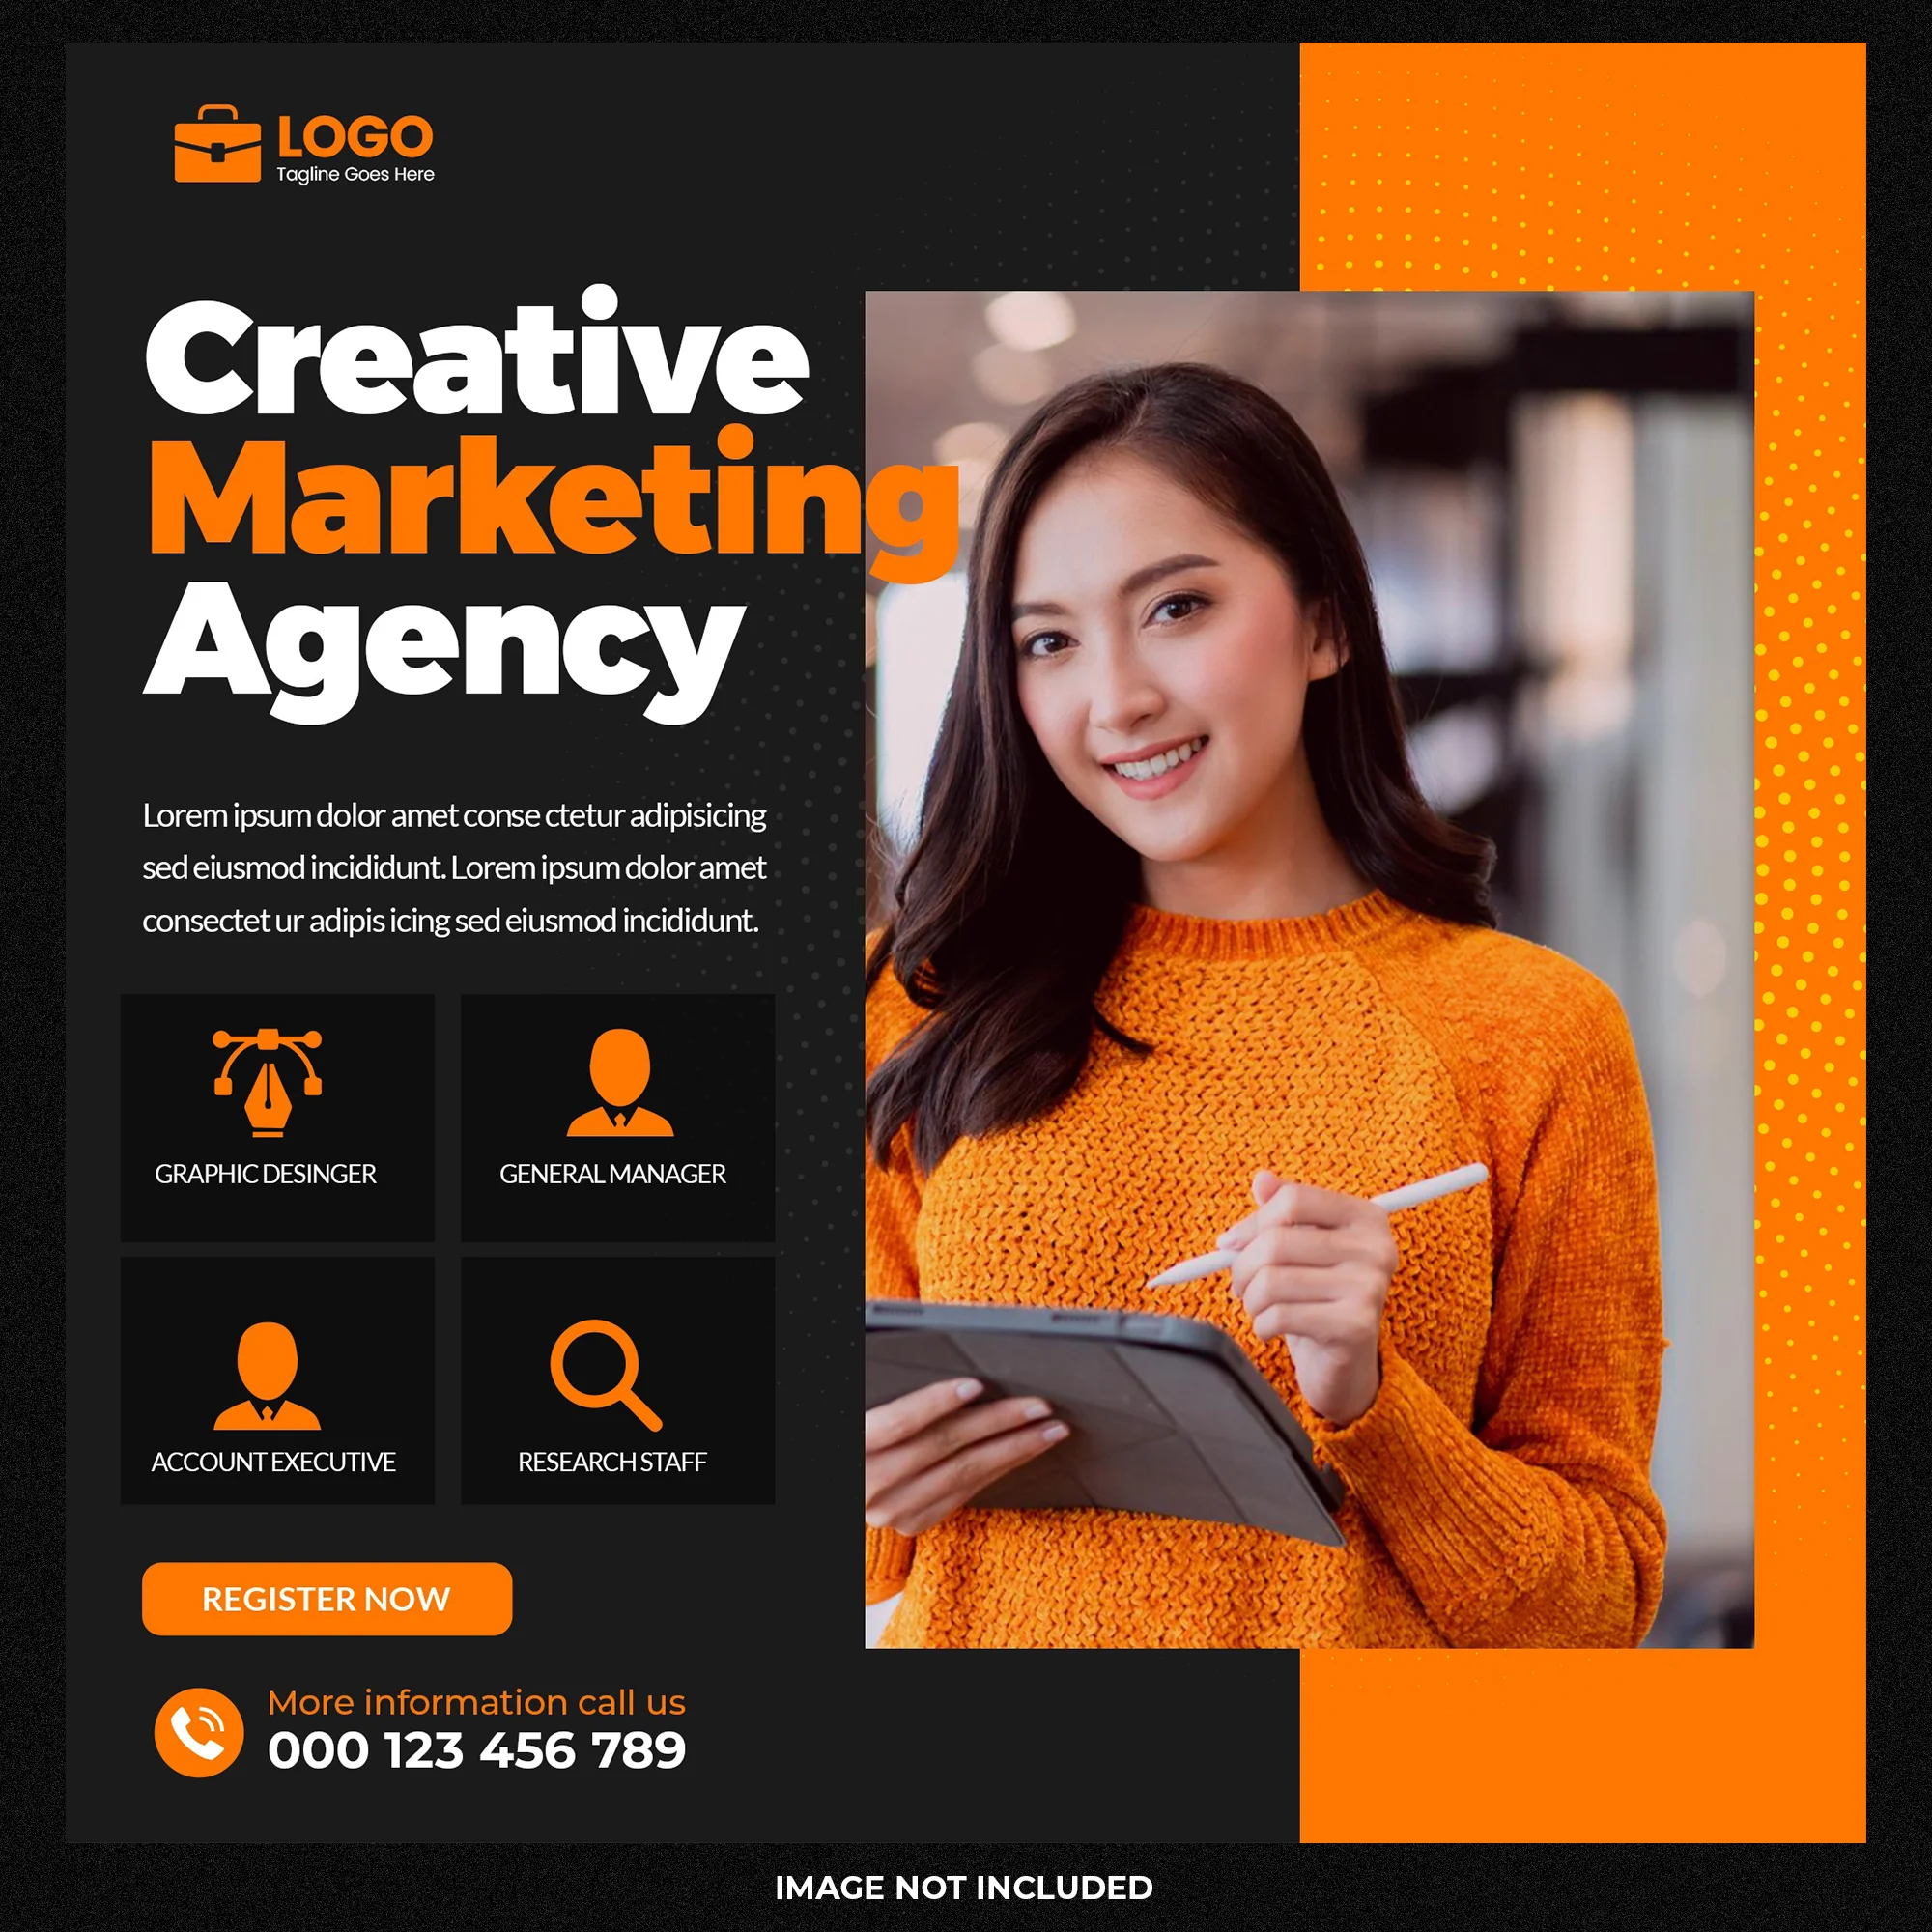 LOGO
Tagline Goes Here
Creative
Marketing
Agency
Lorem ipsum dolor amet conse ctetur adipisicing
sed eiusmod incididunt. Lorem ipsum dolor amet
consectet ur adipis icing sed eiusmod incididunt.
GRAPHIC DESINGER
GENERAL MANAGER
ACCOUNT EXECUTIVE
RESEARCH STAFF
REGISTER NOW
More information call us
000 123 456 789
IMAGE NOT INCLUDED